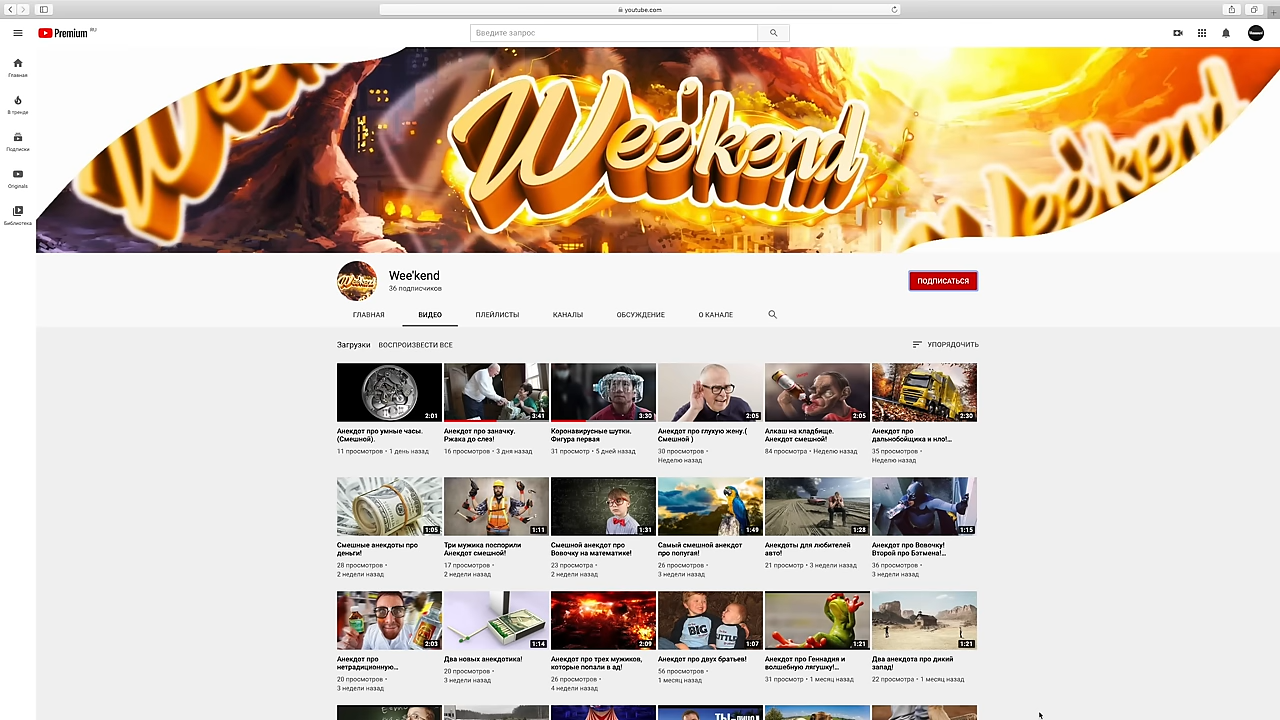 youtube.com
Premium RU
Введите запрос
Главная
В тренде
Подписки
Originals
Библиотека
Wee'kend
Wee'kend
Wee'kend
36 подписчиков
ПОДПИСАТЬСЯ
ГЛАВНАЯ ВИДЕО ПЛЕЙЛИСТЫ КАНАЛЫ ОБСУЖДЕНИЕ О КАНАЛЕ
Загрузки ВОСПРОИЗВЕСТИ ВСЕ УПОРЯДОЧИТЬ
2:01
Анекдот про умные часы.
(Смешной).
11 просмотров • 1 день назад
3:41
Анекдот про заначку.
Ржака до слез!
16 просмотров • 3 дня назад
3:30
Коронавирусные шутки.
Фигура первая
31 просмотр • 5 дней назад
2:05
Анекдот про глухую жену.(
Смешной )
30 просмотров •
Неделю назад
2:05
Алкаш на кладбище.
Анекдот смешной!
84 просмотра • Неделю назад
2:30
Анекдот про
дальнобойщика и нло!...
35 просмотров •
Неделю назад
1:05
Смешные анекдоты про
деньги!
28 просмотров •
2 недели назад
1:11
Три мужика поспорили
Анекдот смешной!
17 просмотров •
2 недели назад
1:31
Смешной анекдот про
Вовочку на математике!
23 просмотра •
2 недели назад
1:49
Самый смешной анекдот
про попугая!
26 просмотров •
3 недели назад
1:28
Анекдоты для любителей
авто!
21 просмотр • 3 недели назад
1:15
Анекдот про Вовочку!
Второй про Бэтмена!...
36 просмотров •
3 недели назад
2:03
Анекдот про
нетрадиционную...
20 просмотров •
3 недели назад
1:14
Два новых анекдотика!
20 просмотров •
3 недели назад
2:09
Анекдот про трех мужиков,
которые попали в ад!
26 просмотров •
4 недели назад
BIG
1:07
Анекдот про двух братьев!
56 просмотров •
1 месяц назад
1:21
Анекдот про Геннадия и
волшебную лягушку!...
31 просмотр • 1 месяц назад
1:21
Два анекдота про дикий
запад!
22 просмотра • 1 месяц назад